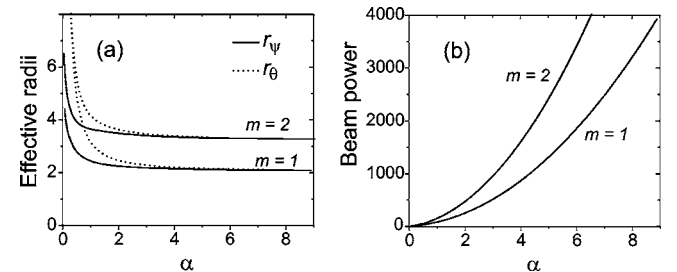 (a)
rψ
rθ
Effective radii
6
4
2
0
m = 2
m = 1
0 2 4 6 8
α
(b)
Beam power
4000
3000
2000
1000
0
m = 2
m = 1
0 2 4 6 8
α